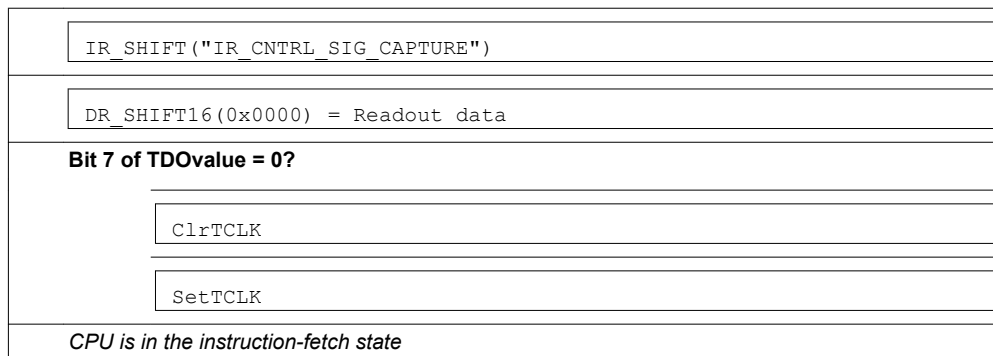 IR_SHIFT("IR_CNTRL_SIG_CAPTURE")
DR_SHIFT16(0x0000) = Readout data
Bit 7 of TDOvalue = 0?
ClrTCLK
SetTCLK
CPU is in the instruction-fetch state